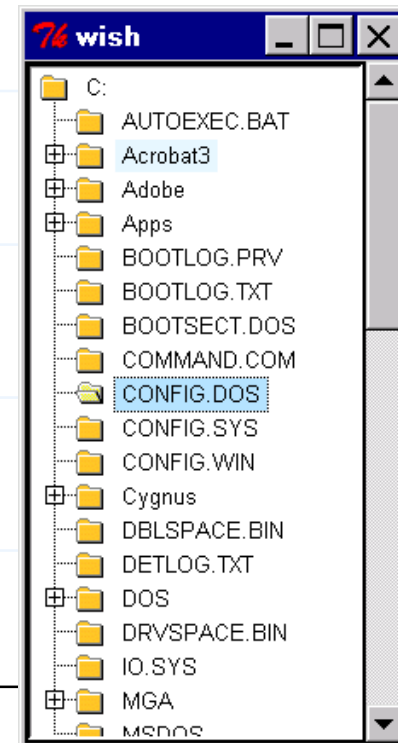 Tk wish
C:
AUTOEXEC.BAT
Acrobat3
Adobe
Apps
BOOTLOG.PRV
BOOTLOG.TXT
BOOTSECT.DOS
COMMAND.COM
CONFIG.DOS
CONFIG.SYS
CONFIG.WIN
Cygnus
DBLSPACE.BIN
DETLOG.TXT
DOS
DRVSPACE.BIN
IO.SYS
MGA
MSDOS